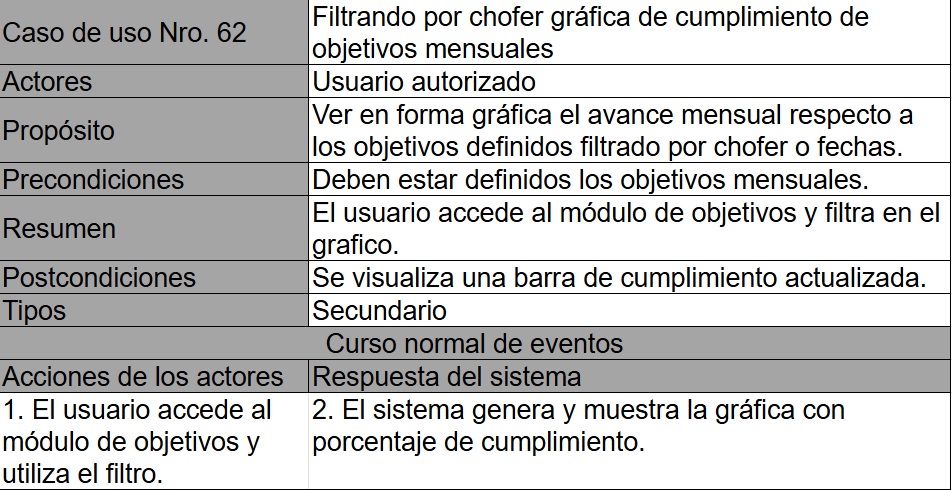 Caso de uso Nro. 62
Filtrando por chofer gráfica de cumplimiento de
objetivos mensuales
Actores
Usuario autorizado
Propósito
Ver en forma gráfica el avance mensual respecto a
los objetivos definidos filtrado por chofer o fechas.
Precondiciones
Deben estar definidos los objetivos mensuales.
Resumen
El usuario accede al módulo de objetivos y filtra en el
grafico.
Postcondiciones
Se visualiza una barra de cumplimiento actualizada.
Tipos
Secundario
Curso normal de eventos
Acciones de los actores
Respuesta del sistema
1. El usuario accede al
módulo de objetivos y
utiliza el filtro.
2. El sistema genera y muestra la gráfica con
porcentaje de cumplimiento.